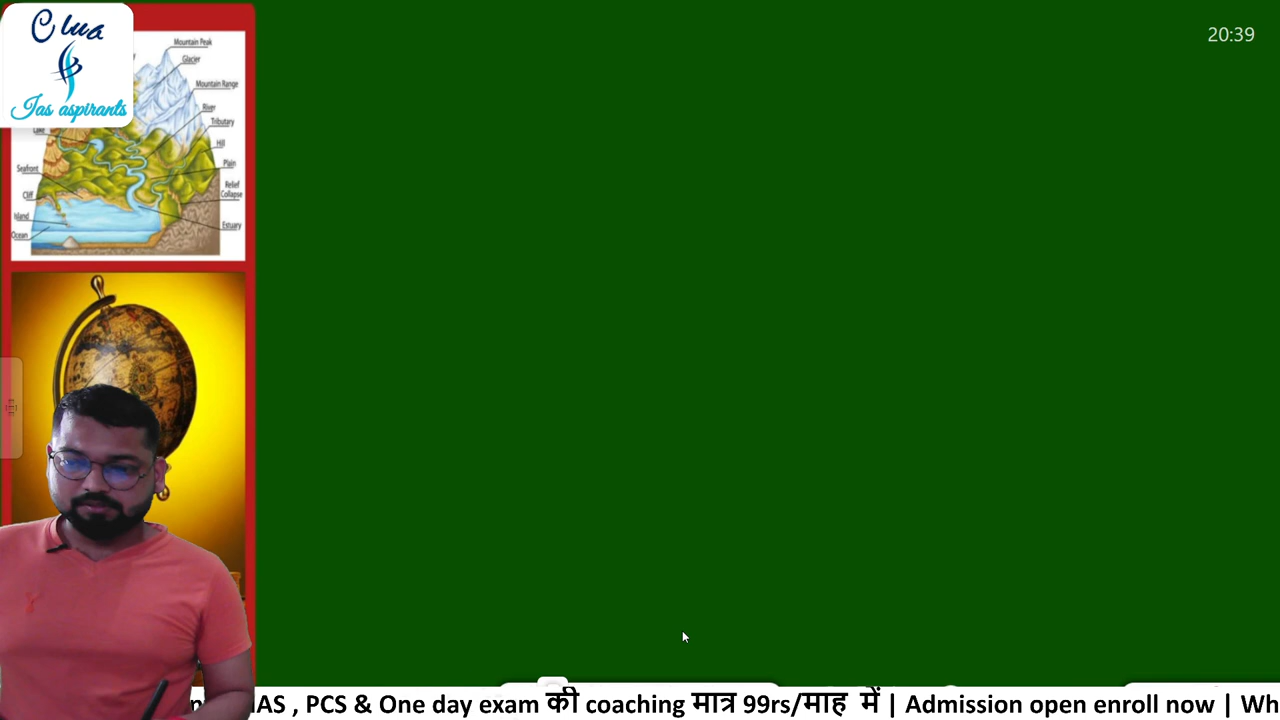 Clua
Ias aspirants
20:39
Mountain Peak
Glacier
Mountain Range
River
Tributary
Hill
Lake
Plain
Seafront
Relief
Collapse
Cliff
Island
Estuary
Ocean
IAS , PCS & One day exam की coaching मात्र 99rs/माह में | Admission open enroll now | Wh